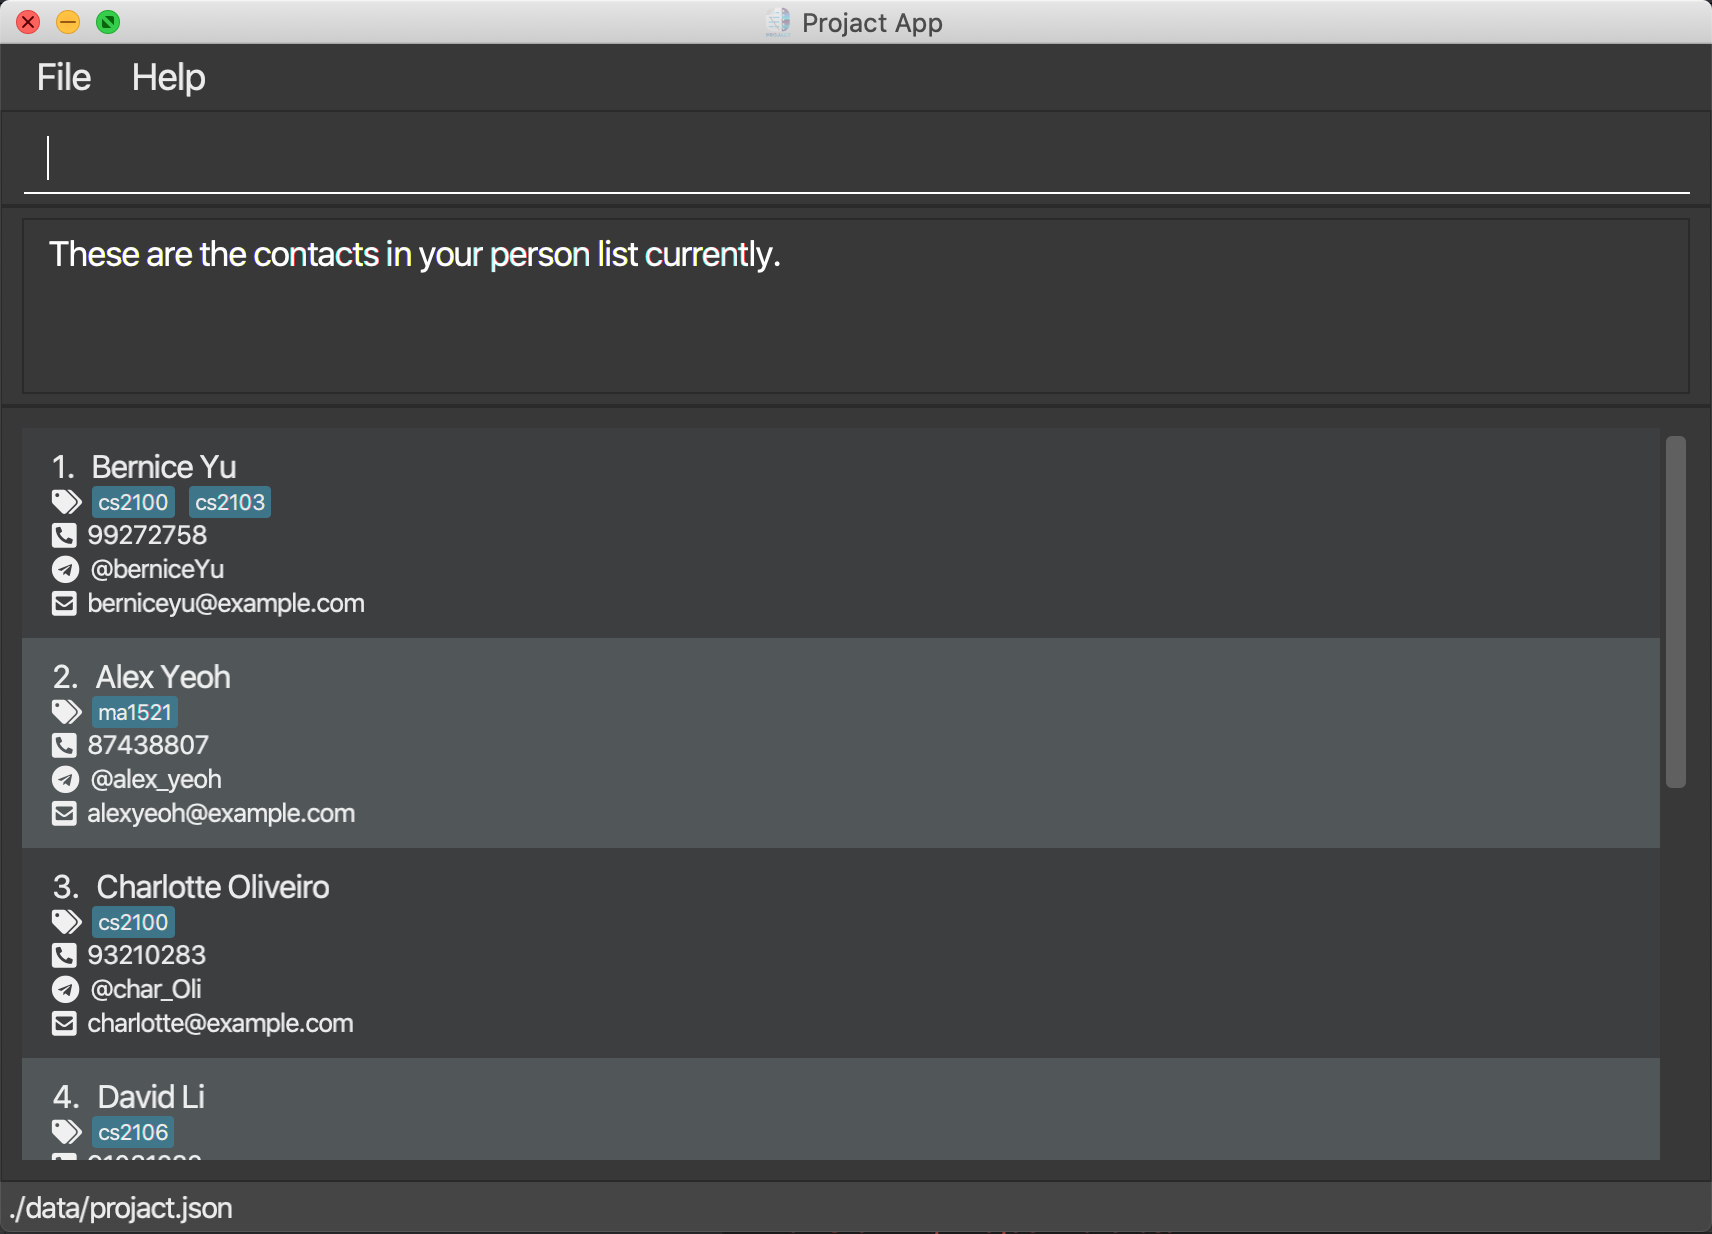 Projact App
File Help
These are the contacts in your person list currently.
1. Bernice Yu
cs2100 cs2103
99272758
@berniceYu
berniceyu@example.com
2. Alex Yeoh
ma1521
87438807
@alex_yeoh
alexyeoh@example.com
3. Charlotte Oliveiro
cs2100
93210283
@char_Oli
charlotte@example.com
4. David Li
cs2106
./data/projact.json